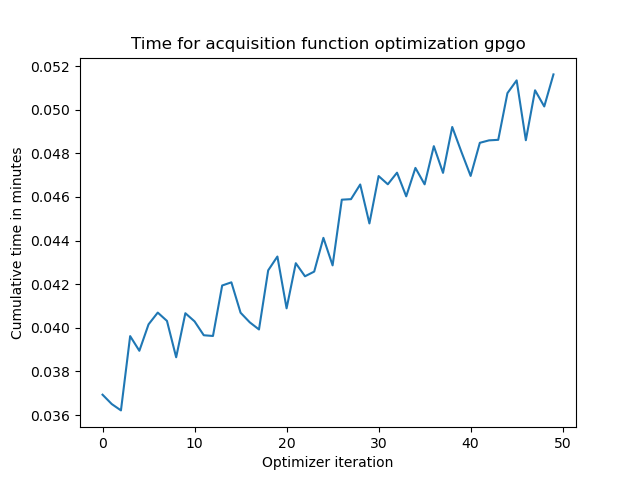 Time for acquisition function optimization gpgo
0.052
0.050
0.048
0.046
0.044
0.042
0.040
0.038
0.036
Cumulative time in minutes
0 10 20 30 40 50
Optimizer iteration